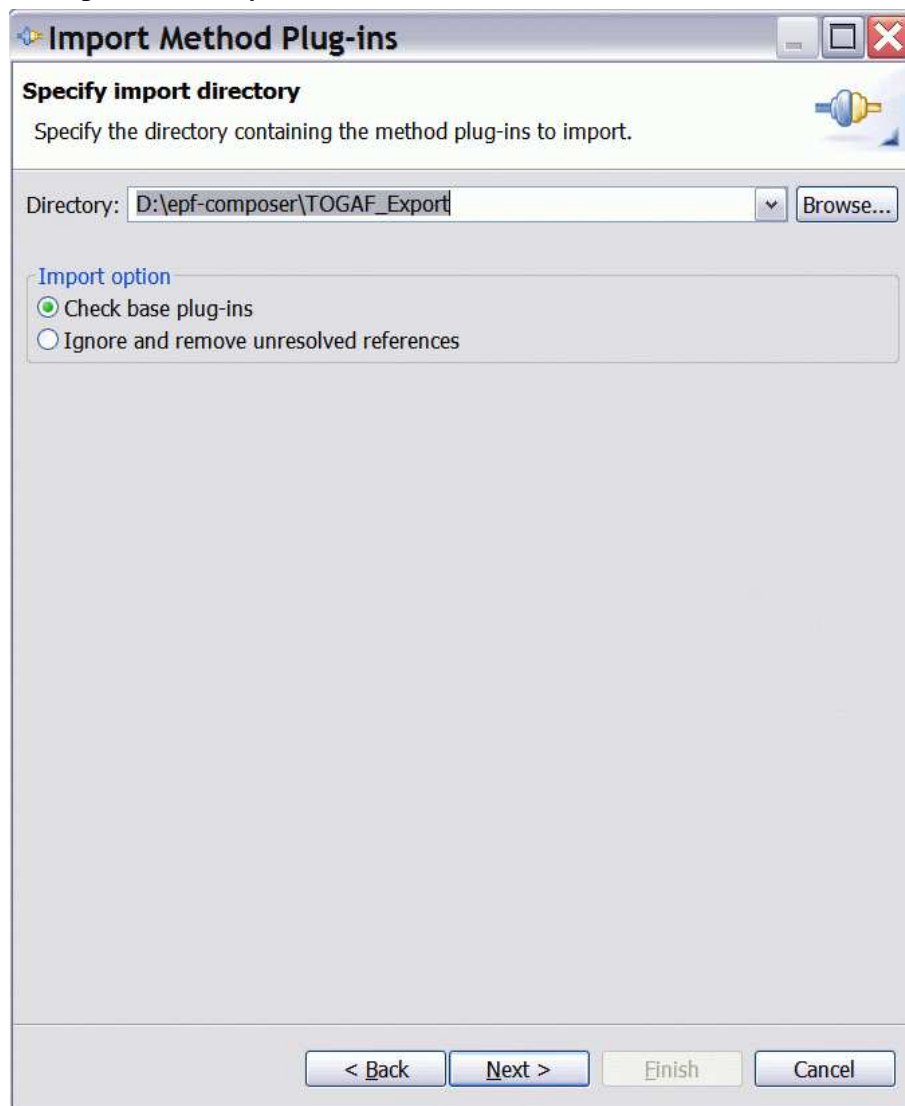 Import Method Plug-ins
Specify import directory
Specify the directory containing the method plug-ins to import.
Directory: D:\epf-composer\TOGAF_Export Browse...
Import option
Check base plug-ins
Ignore and remove unresolved references
< Back Next > Finish Cancel